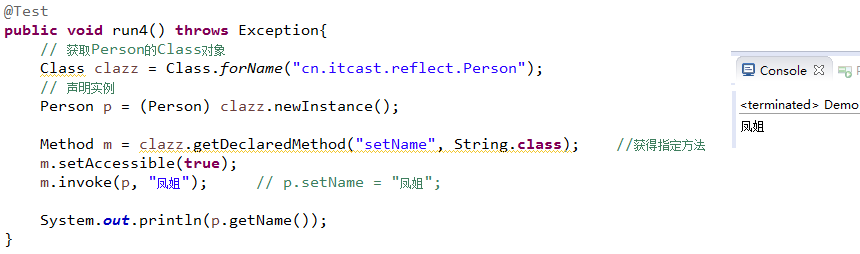 @Test
public void run4() throws Exception{
// 获取Person的Class对象
Class clazz = Class.forName("cn.itcast.reflect.Person");
// 声明实例
Person p = (Person) clazz.newInstance();
Method m = clazz.getDeclaredMethod("setName", String.class);    //获得指定方法
m.setAccessible(true);
m.invoke(p, "凤姐");     // p.setName = "凤姐";
System.out.println(p.getName());
}
Console
<terminated> Demo
凤姐